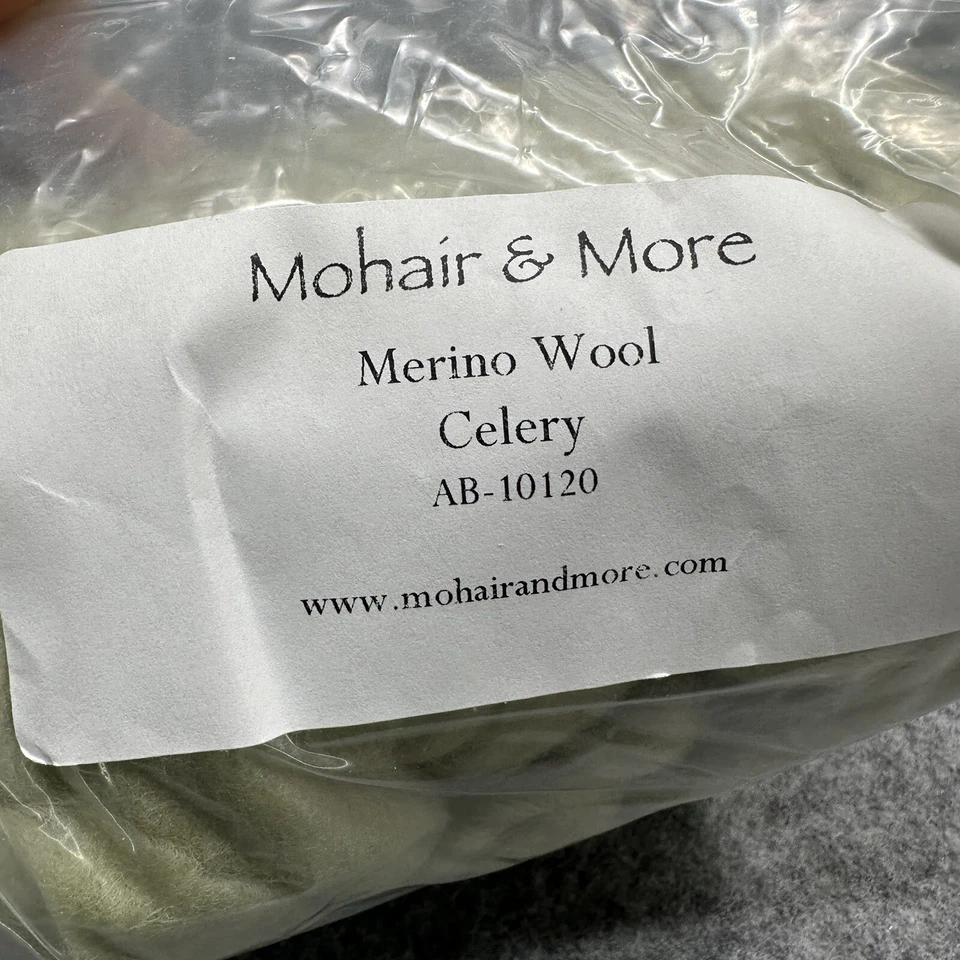 Mohair & More
Merino Wool
Celery
AB-10120
www.mohairandmore.com